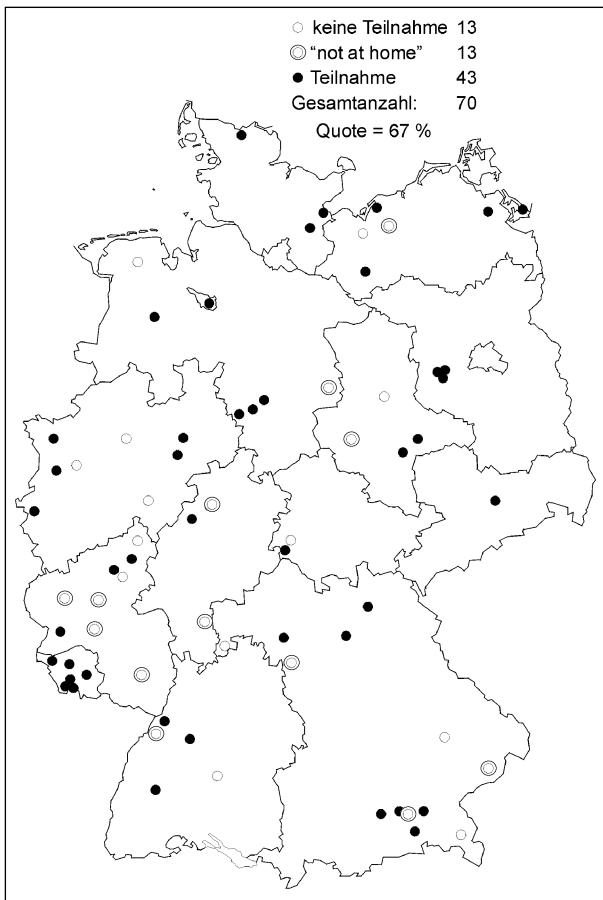 keine Teilnahme 13
“not at home” 13
Teilnahme 43
Gesamtanzahl: 70
Quote = 67 %